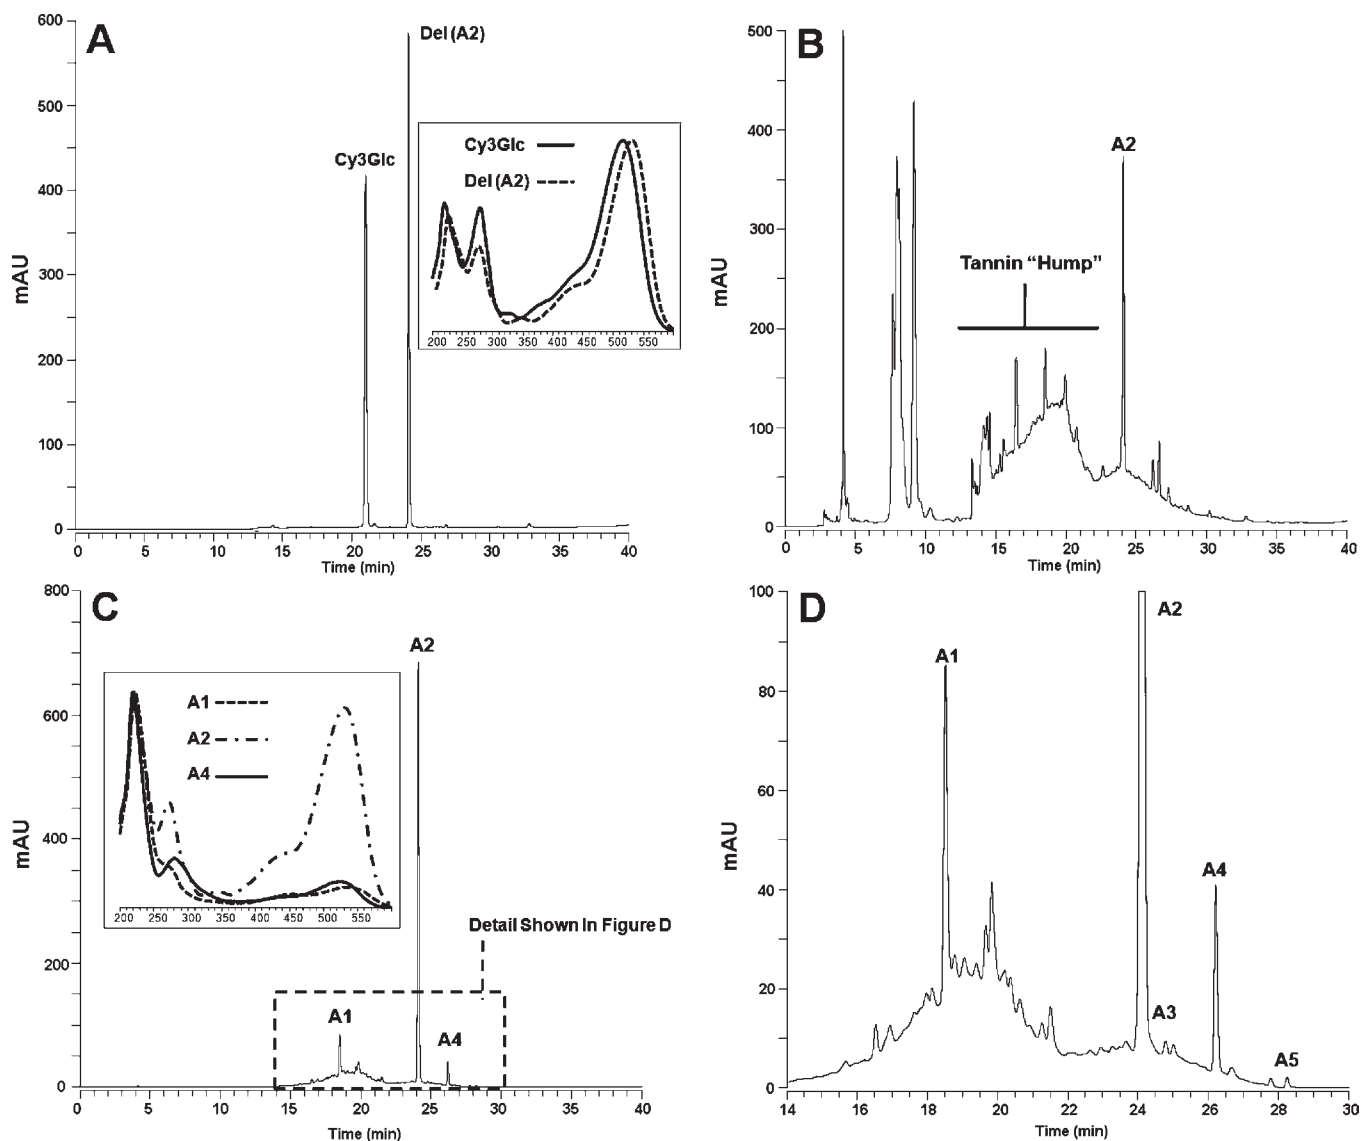 A
600
500
400
300
200
100
0
mAU
Del (A2)
Cy3Glc
Cy3Glc
Del (A2)
200 250 300 350 400 450 500 550
0 5 10 15 20 25 30 35 40
Time (min)
B
500
400
300
200
100
0
mAU
A2
Tannin “Hump”
0 5 10 15 20 25 30 35 40
Time (min)
C
800
600
400
200
0
mAU
A2
A1
A2
A4
200 250 300 350 400 450 500 550
Detail Shown In Figure D
A1
A4
0 5 10 15 20 25 30 35 40
Time (min)
D
100
80
60
40
20
0
mAU
A2
A1
A4
A3
A5
14 16 18 20 22 24 26 28 30
Time (min)